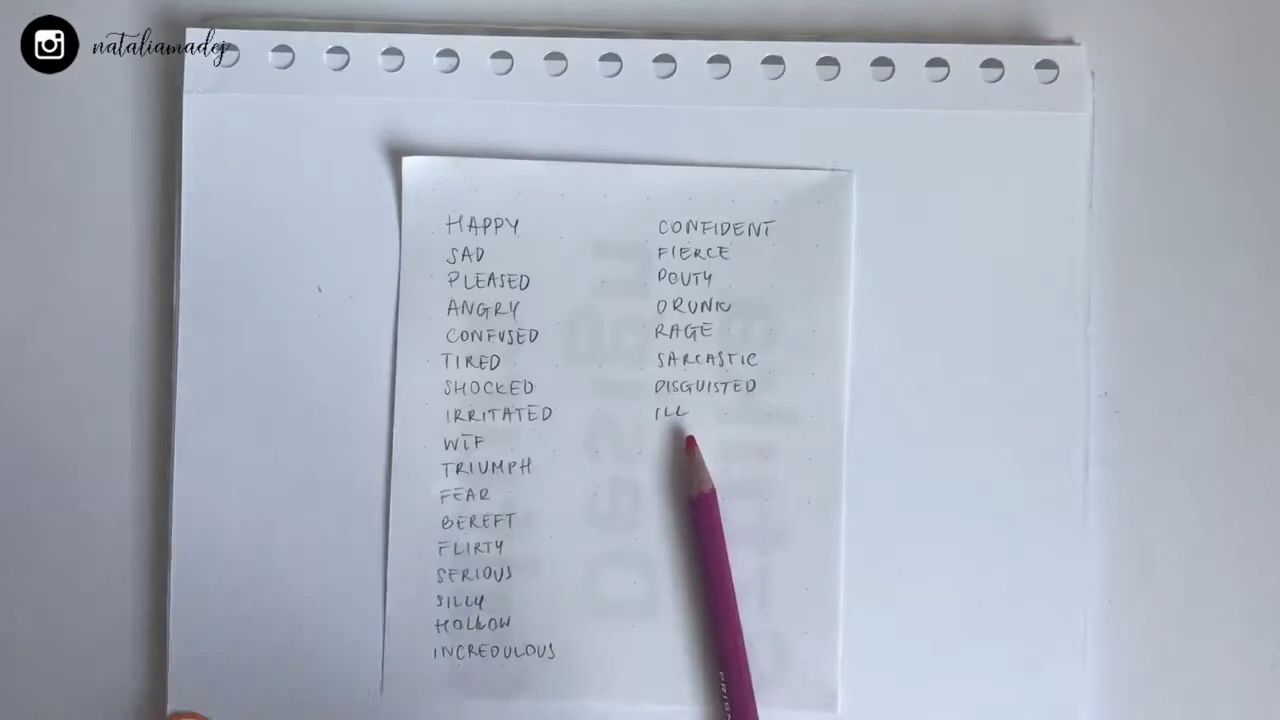 nataliamadej
HAPPY
SAD
PLEASED
ANGRY
CONFUSED
TIRED
SHOCKED
IRRITATED
WTF
TRIUMPH
FEAR
BEREFT
FLIRTY
SERIOUS
SILLY
HOLLOW
INCREDULOUS
CONFIDENT
FIERCE
POUTY
DRUNK
RAGE
SARCASTIC
DISGUISTED
ILL